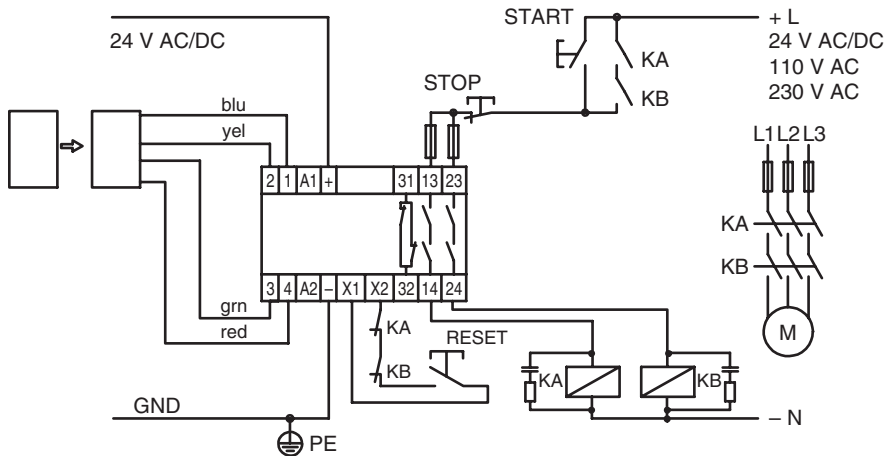 START
+ L
24 V AC/DC
24 V AC/DC
KA
110 V AC
STOP
KB
230 V AC
blu
yel
L1 L2 L3
2 1 A1 + 31 13 23
KA
KB
3 4 A2 – X1 X2 32 14 24
grn
KA
RESET
M
red
KB
KA
KB
GND
– N
PE